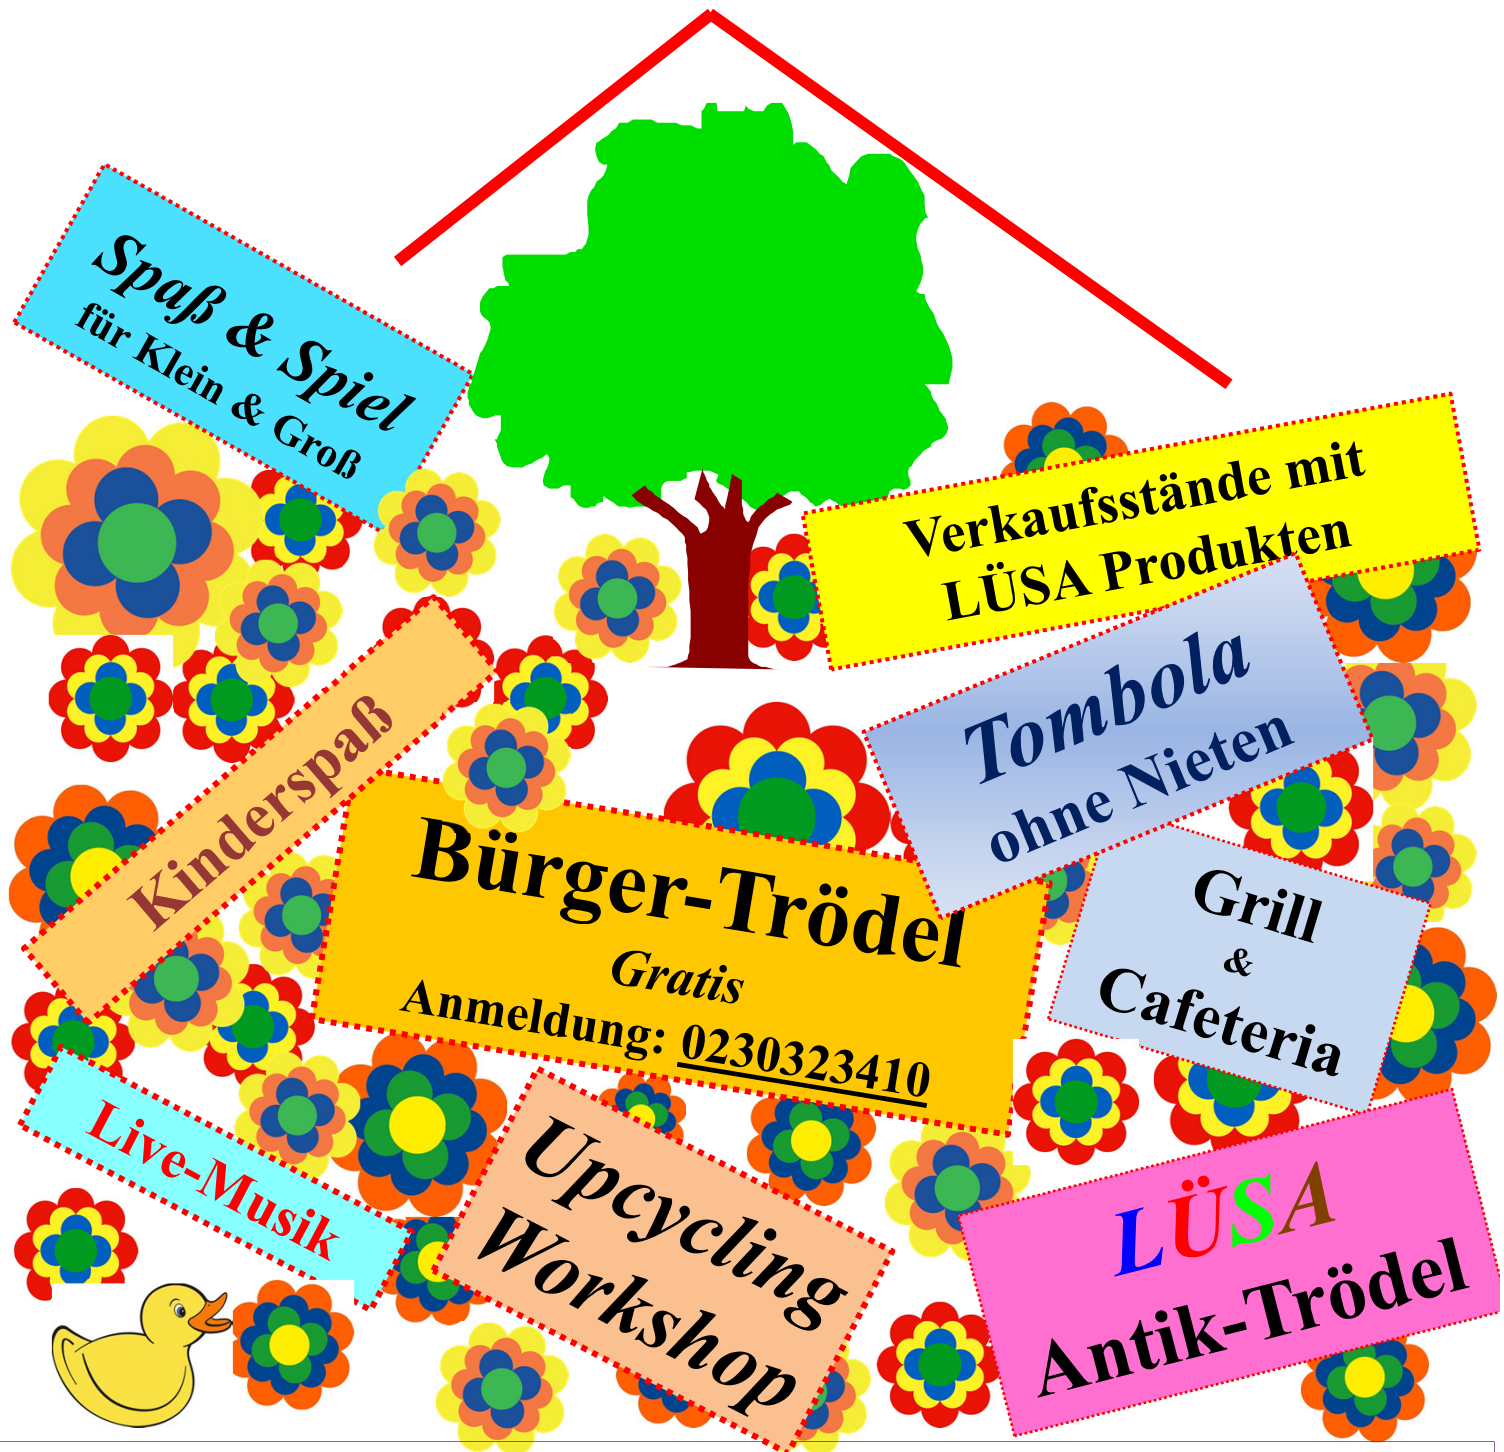 Spaß & Spiel
für Klein & Groß
Verkaufsstände mit
LÜSA Produkten
Tombola
ohne Nieten
Kinderspaß
Bürger-Trödel
Gratis
Anmeldung: 0230323410
Grill
&
Cafeteria
Live-Musik
Upcycling
Workshop
LÜSA
Antik-Trödel